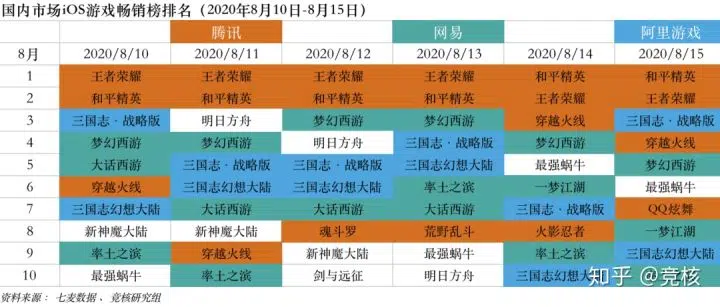 国内市场iOS游戏畅销榜排名（2020年8月10日-8月15日）
腾讯 网易 阿里游戏
8月 2020/8/10 2020/8/11 2020/8/12 2020/8/13 2020/8/14 2020/8/15
1 王者荣耀 王者荣耀 王者荣耀 王者荣耀 和平精英 和平精英
2 和平精英 和平精英 和平精英 和平精英 王者荣耀 王者荣耀
3 三国志·战略版 明日方舟 梦幻西游 梦幻西游 穿越火线 三国志·战略版
4 梦幻西游 梦幻西游 明日方舟 三国志·战略版 梦幻西游 穿越火线
5 大话西游 三国志·战略版 三国志·战略版 三国志幻想大陆 最强蜗牛 梦幻西游
6 穿越火线 三国志幻想大陆 三国志幻想大陆 率土之滨 一梦江湖 最强蜗牛
7 三国志幻想大陆 大话西游 大话西游 大话西游 三国志·战略版 QQ炫舞
8 新神魔大陆 新神魔大陆 魂斗罗 荒野乱斗 火影忍者 一梦江湖
9 率土之滨 穿越火线 新神魔大陆 最强蜗牛 率土之滨 三国志幻想大陆
10 最强蜗牛 率土之滨 剑与远征 明日方舟 三国志幻想大陆
资料来源：七麦数据、竞核研究组
知乎 @竞核